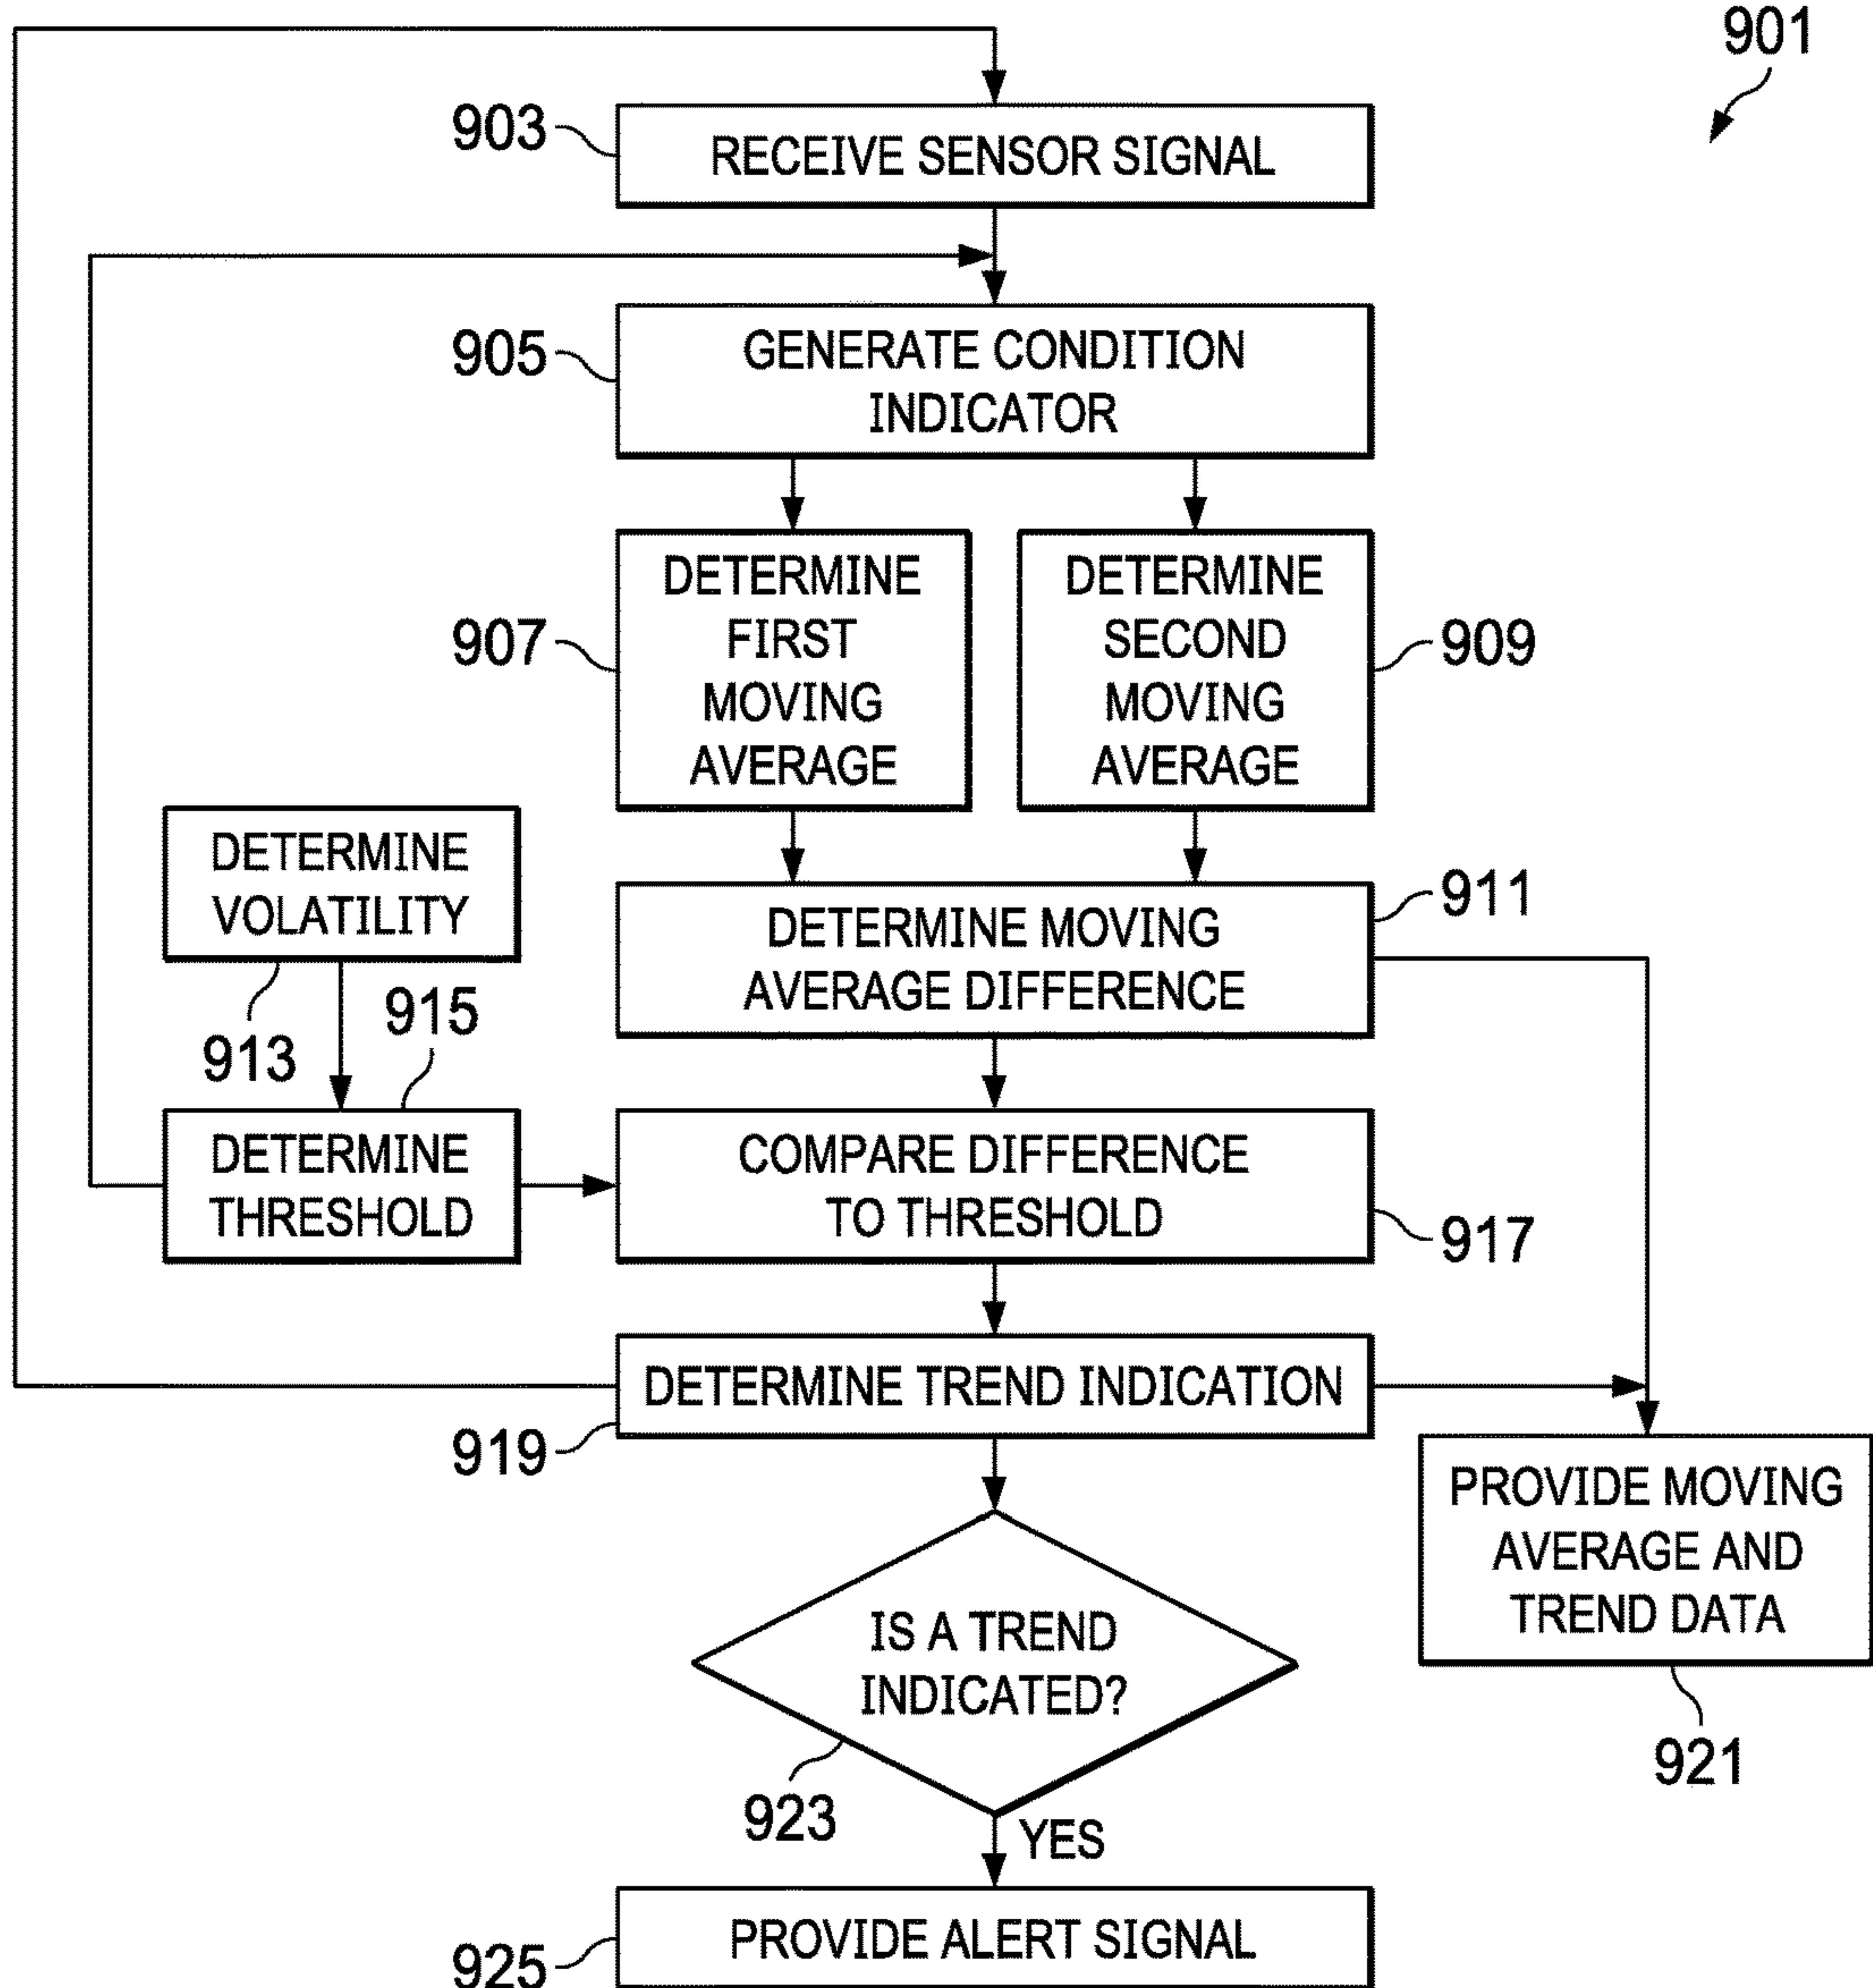 901
903
RECEIVE SENSOR SIGNAL
905
GENERATE CONDITION
INDICATOR
907
DETERMINE
FIRST
MOVING
AVERAGE
DETERMINE
SECOND
MOVING
AVERAGE
909
DETERMINE
VOLATILITY
913
911
DETERMINE MOVING
AVERAGE DIFFERENCE
915
DETERMINE
THRESHOLD
COMPARE DIFFERENCE
TO THRESHOLD
917
DETERMINE TREND INDICATION
919
PROVIDE MOVING
AVERAGE AND
TREND DATA
921
IS A TREND
INDICATED?
923
YES
PROVIDE ALERT SIGNAL
925